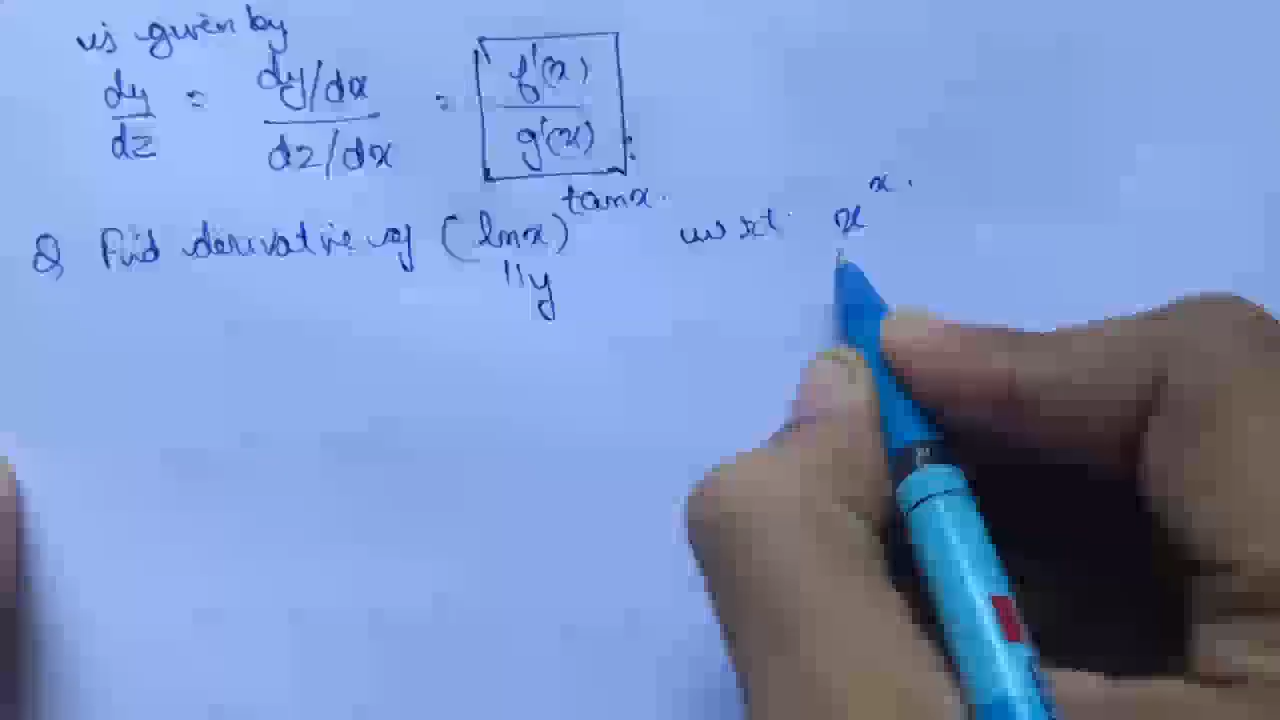 is given by
dy/dz = (dy/dx)/(dz/dx) = f'(x)/g'(x)
Q Find derivative of (lnx)^tanx. w.r.t. x^x.
"y